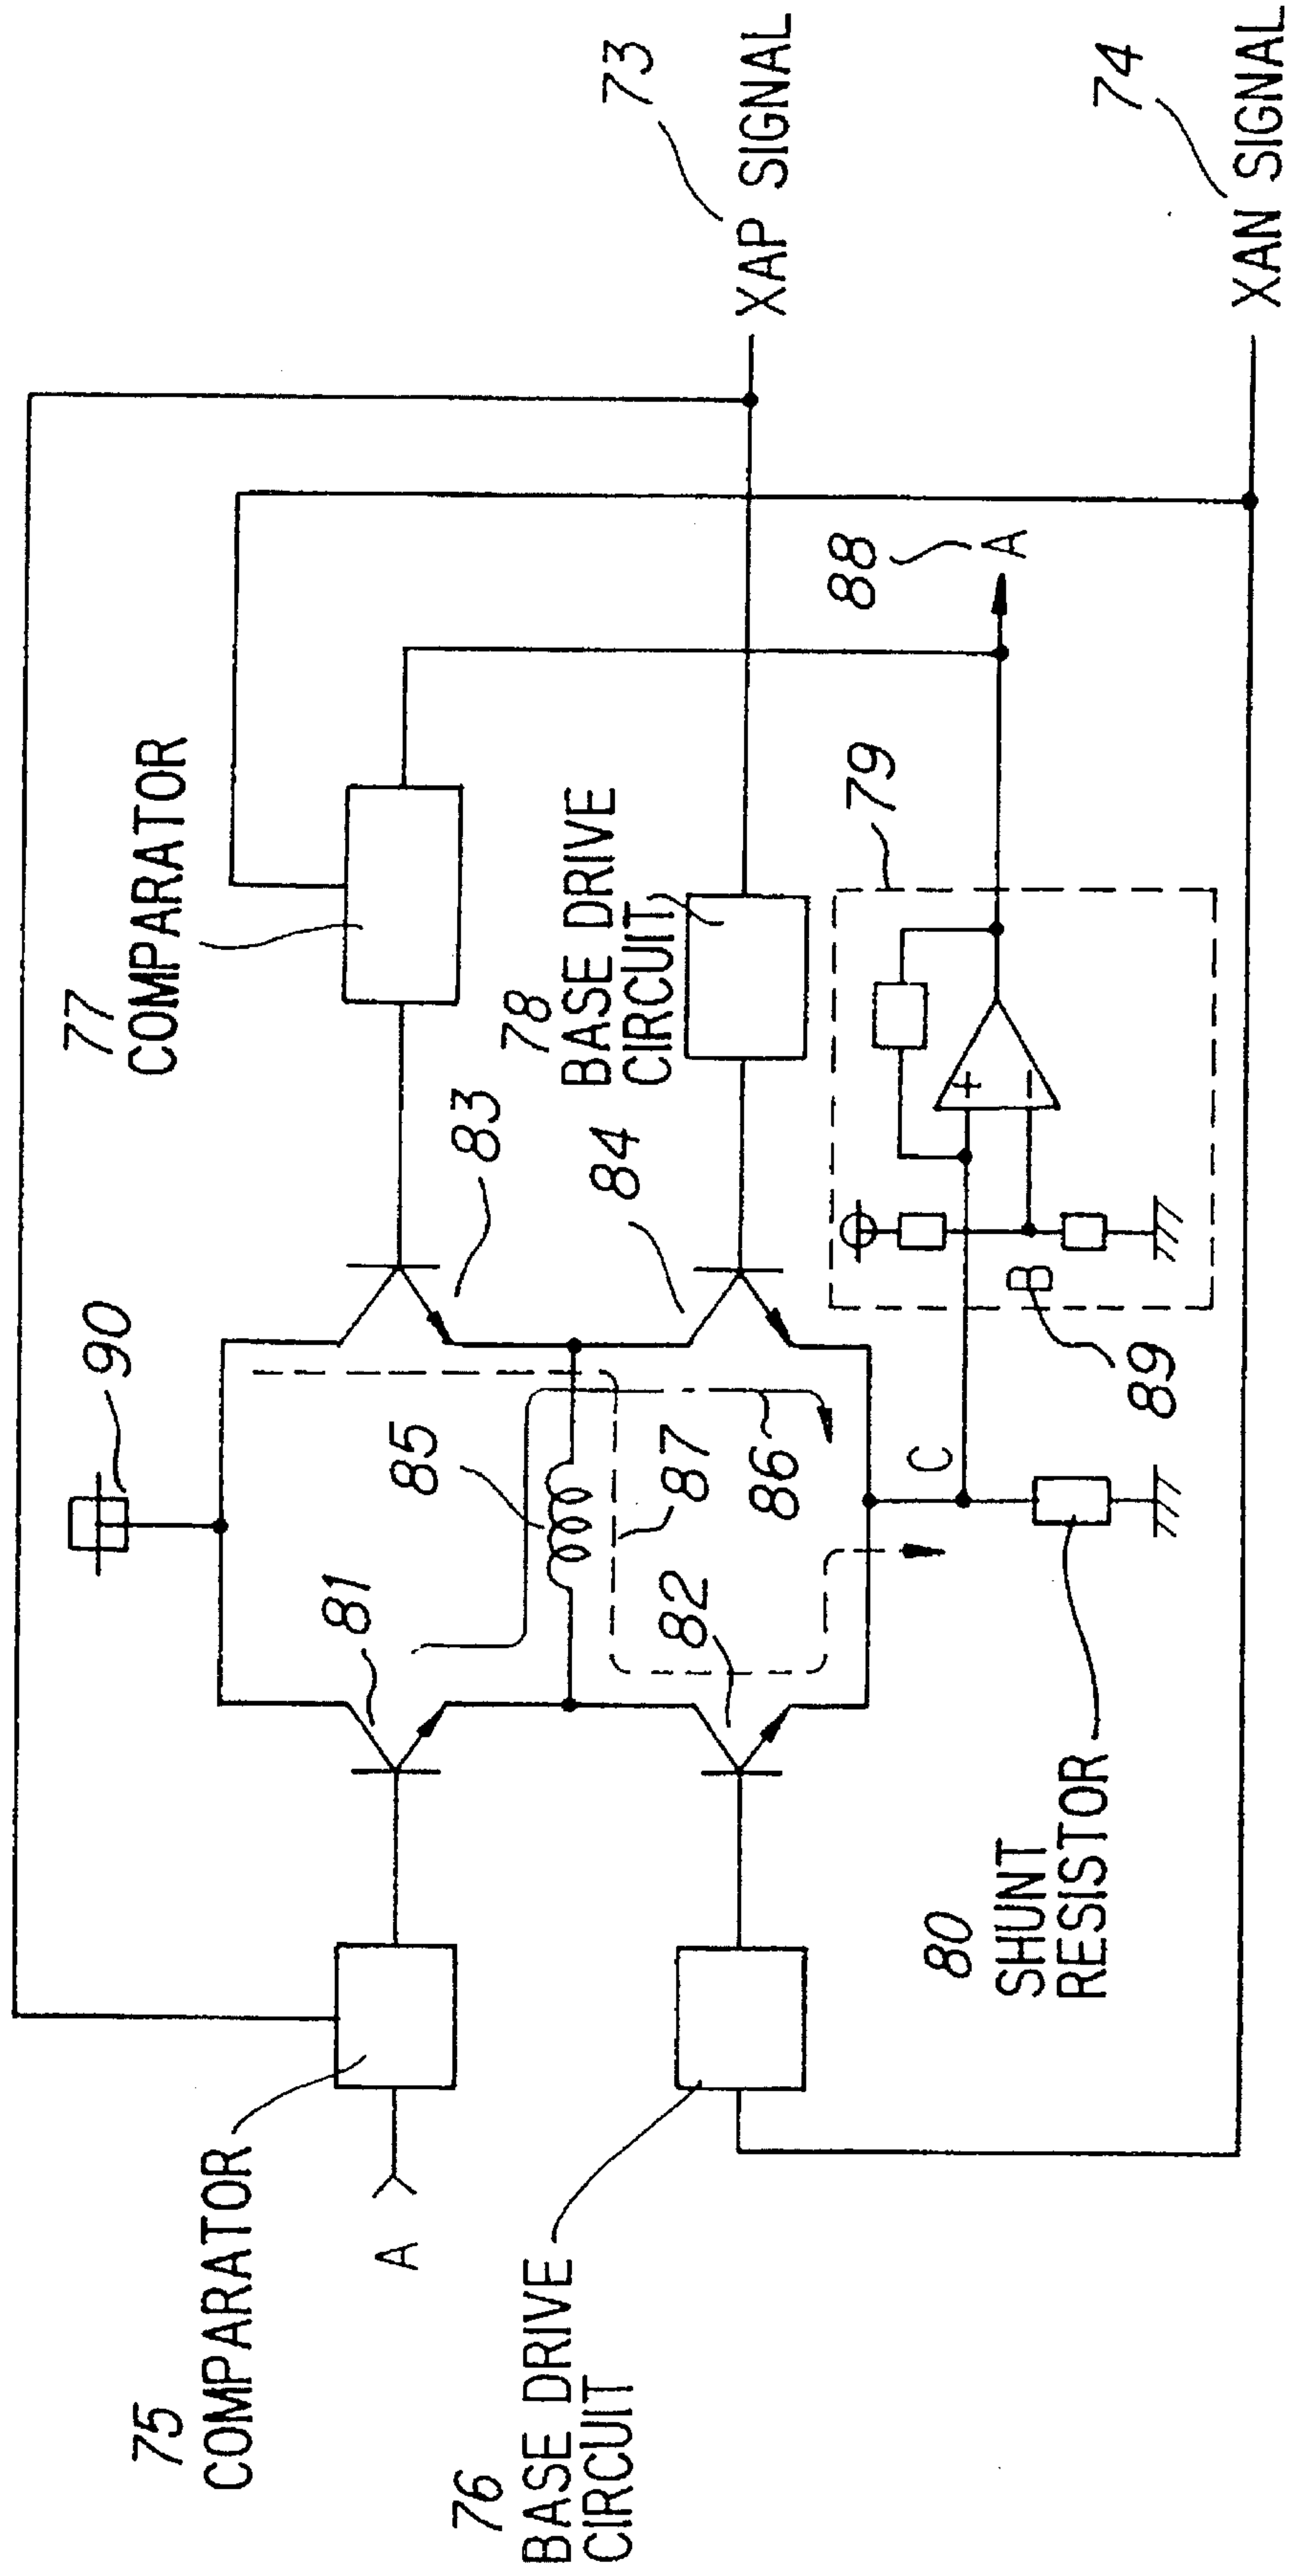 90
77
COMPARATOR
73
XAP SIGNAL
75
COMPARATOR
A
81
85
83
78
BASE DRIVE
CIRCUIT
84
87
86
82
76
BASE DRIVE
CIRCUIT
80
SHUNT
RESISTOR
C
B
89
+
−
79
88
A
74
XAN SIGNAL